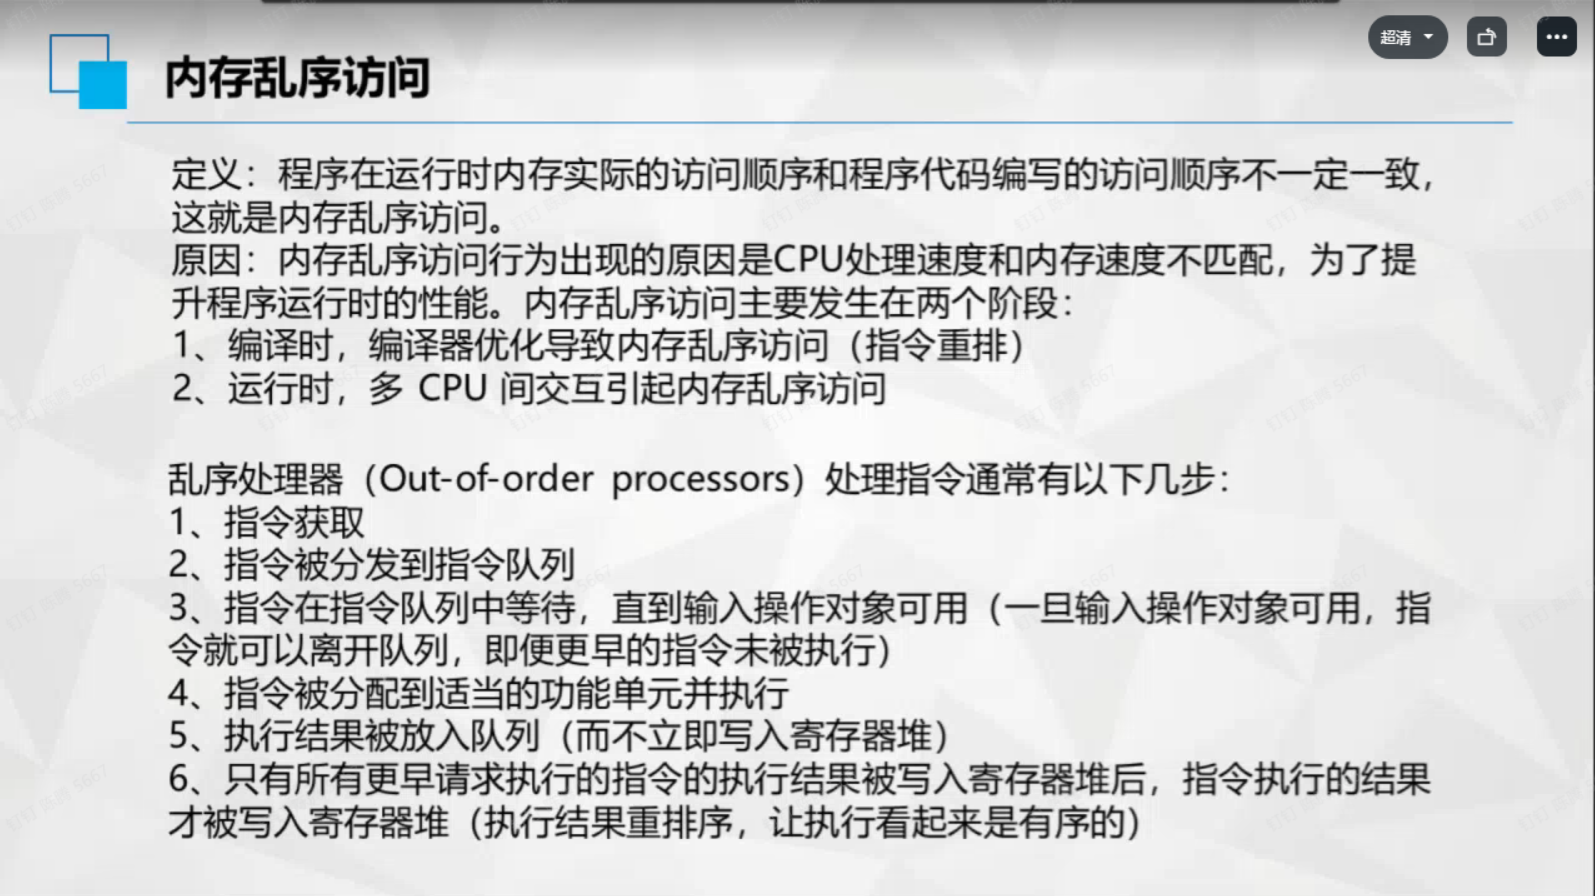 超清
内存乱序访问
定义：程序在运行时内存实际的访问顺序和程序代码编写的访问顺序不一定一致，
这就是内存乱序访问。
原因：内存乱序访问行为出现的原因是CPU处理速度和内存速度不匹配，为了提
升程序运行时的性能。内存乱序访问主要发生在两个阶段：
1、编译时，编译器优化导致内存乱序访问（指令重排）
2、运行时，多 CPU 间交互引起内存乱序访问
乱序处理器（Out-of-order processors）处理指令通常有以下几步：
1、指令获取
2、指令被分发到指令队列
3、指令在指令队列中等待，直到输入操作对象可用（一旦输入操作对象可用，指
令就可以离开队列，即便更早的指令未被执行）
4、指令被分配到适当的功能单元并执行
5、执行结果被放入队列（而不立即写入寄存器堆）
6、只有所有更早请求执行的指令的执行结果被写入寄存器堆后，指令执行的结果
才被写入寄存器堆（执行结果重排序，让执行看起来是有序的）